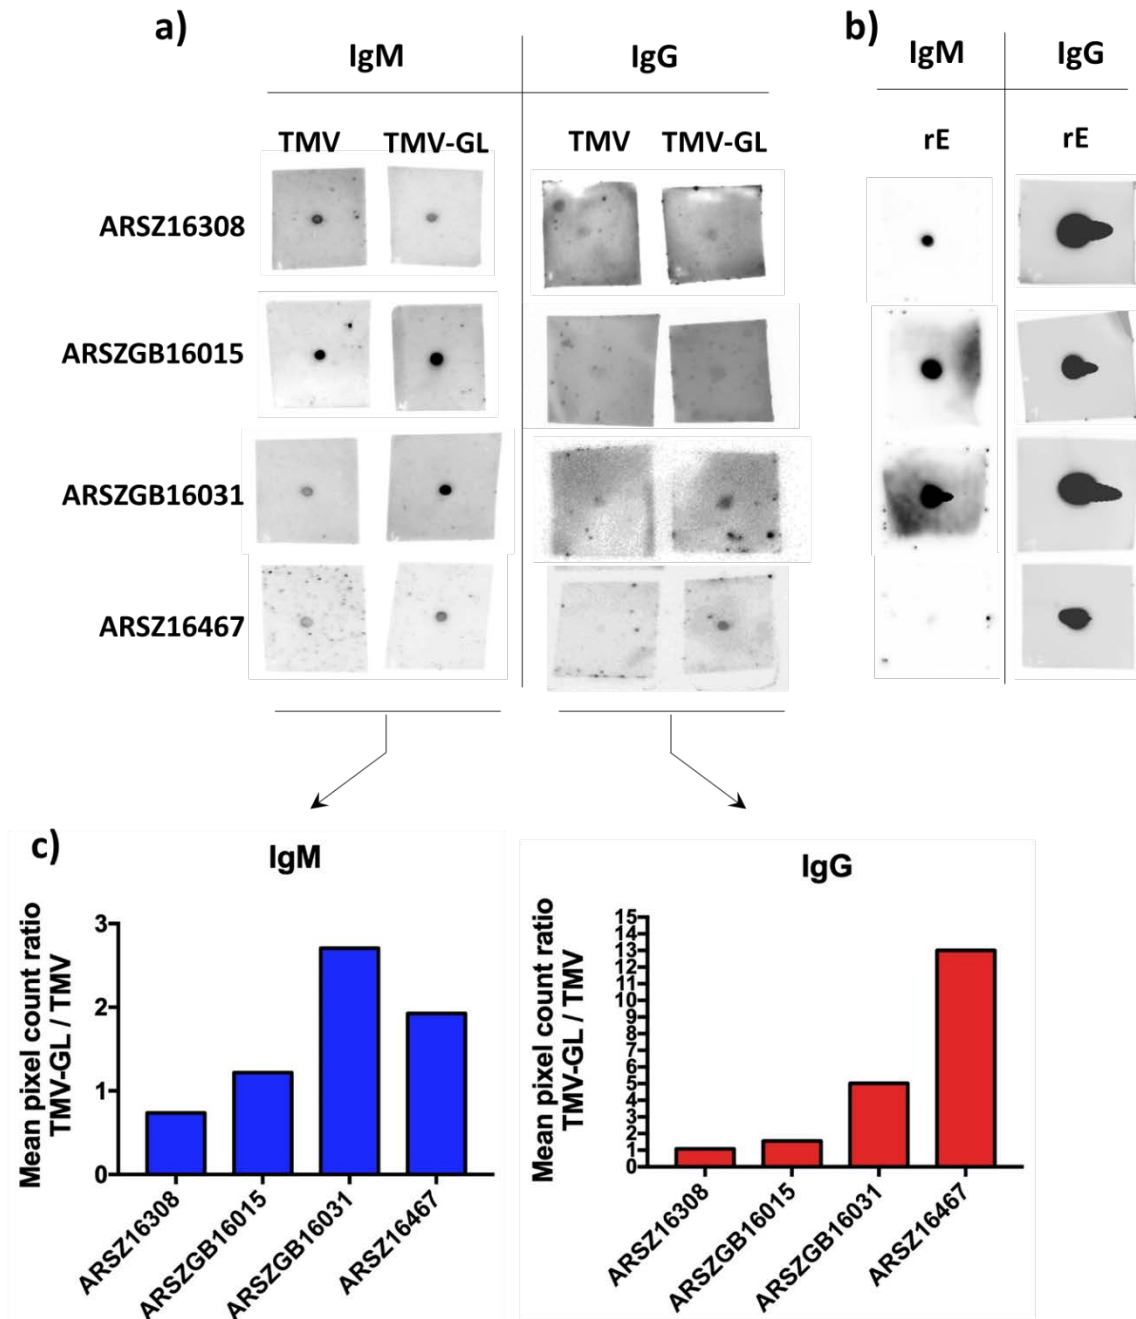 a)
IgM
IgG
TMV
TMV-GL
TMV
TMV-GL
ARSZ16308
ARSZGB16015
ARSZGB16031
ARSZ16467
b)
IgM
IgG
rE
rE
c)
IgM
Mean pixel count ratio
TMV-GL / TMV
3
2
1
0
ARSZ16308
ARSZGB16015
ARSZGB16031
ARSZ16467
IgG
Mean pixel count ratio
TMV-GL / TMV
15
14
13
12
11
10
9
8
7
6
5
4
3
2
1
0
ARSZ16308
ARSZGB16015
ARSZGB16031
ARSZ16467